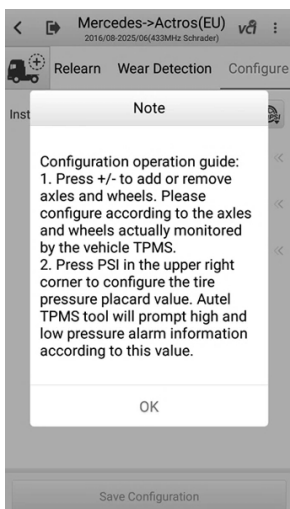 Mercedes->Actros(EU)
2016/08-2025/06(433MHz Schrader)
Relearn Wear Detection Configure
Note
Configuration operation guide:
1. Press +/- to add or remove
axles and wheels. Please
configure according to the axles
and wheels actually monitored
by the vehicle TPMS.
2. Press PSI in the upper right
corner to configure the tire
pressure placard value. Autel
TPMS tool will prompt high and
low pressure alarm information
according to this value.
OK
Inst
PSI
Save Configuration